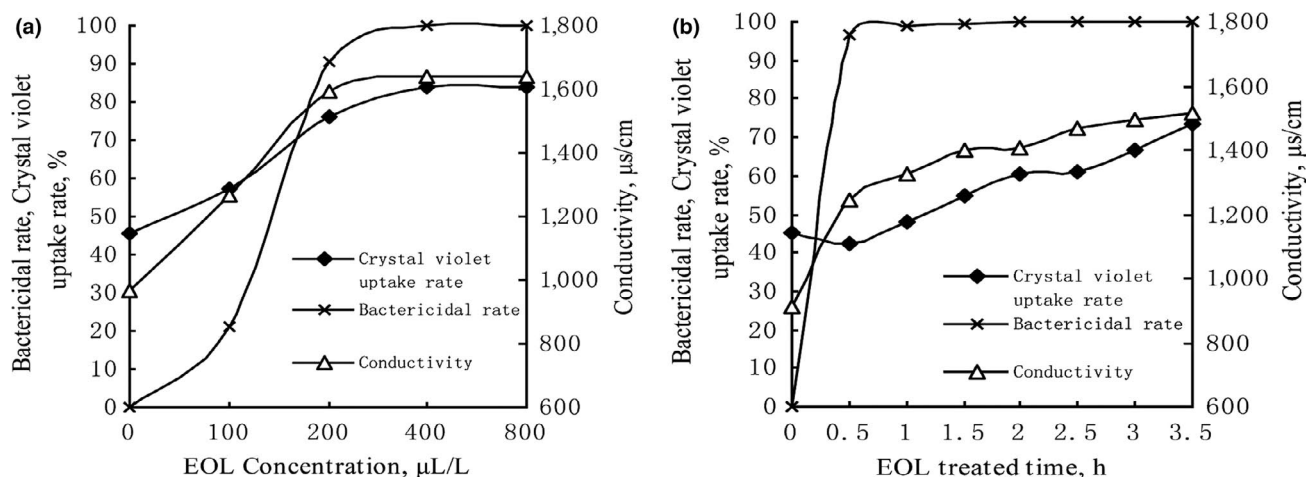 (a)
Bactericidal rate, Crystal violet
uptake rate, %
100
90
80
70
60
50
40
30
20
10
0
0 100 200 400 800
EOL Concentration, µL/L
1,800
1,600
1,400
1,200
1,000
800
600
Conductivity, µs/cm
Crystal violet
uptake rate
Bactericidal rate
Conductivity
(b)
Bactericidal rate, Crystal violet
uptake rate, %
100
90
80
70
60
50
40
30
20
10
0
0 0.5 1 1.5 2 2.5 3 3.5
EOL treated time, h
1,800
1,600
1,400
1,200
1,000
800
600
Conductivity, µs/cm
Crystal violet
uptake rate
Bactericidal rate
Conductivity